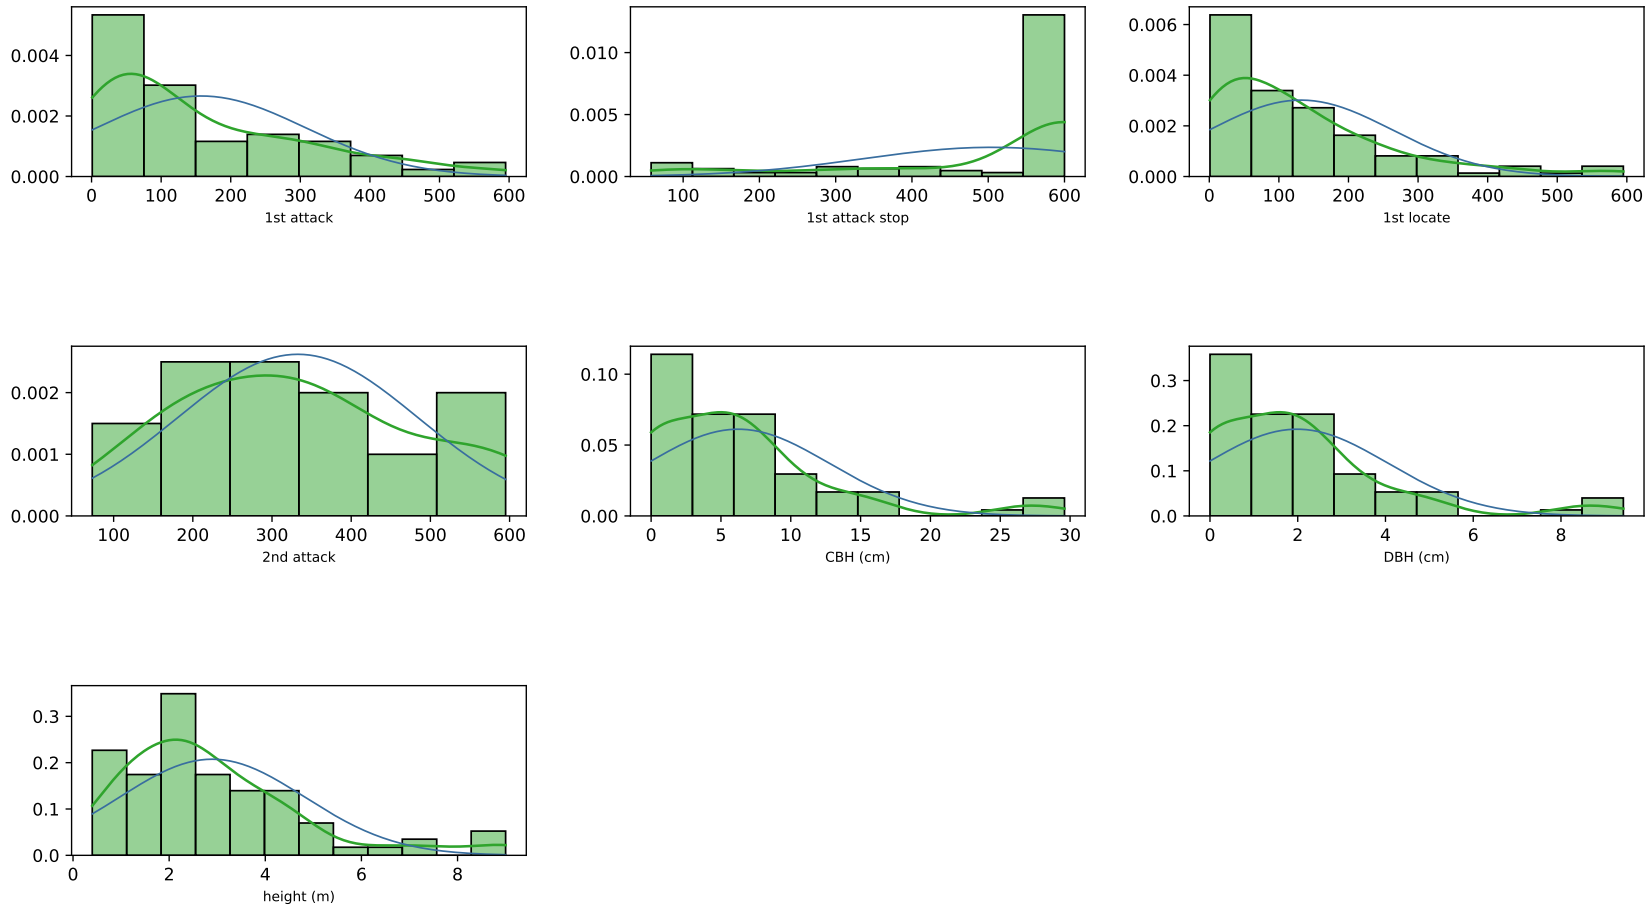 0.004
0.002
0.000
0 100 200 300 400 500 600
1st attack
0.010
0.005
0.000
100 200 300 400 500 600
1st attack stop
0.006
0.004
0.002
0.000
0 100 200 300 400 500 600
1st locate
0.002
0.001
0.000
100 200 300 400 500 600
2nd attack
0.10
0.05
0.00
0 5 10 15 20 25 30
CBH (cm)
0.3
0.2
0.1
0.0
0 2 4 6 8
DBH (cm)
0.3
0.2
0.1
0.0
0 2 4 6 8
height (m)